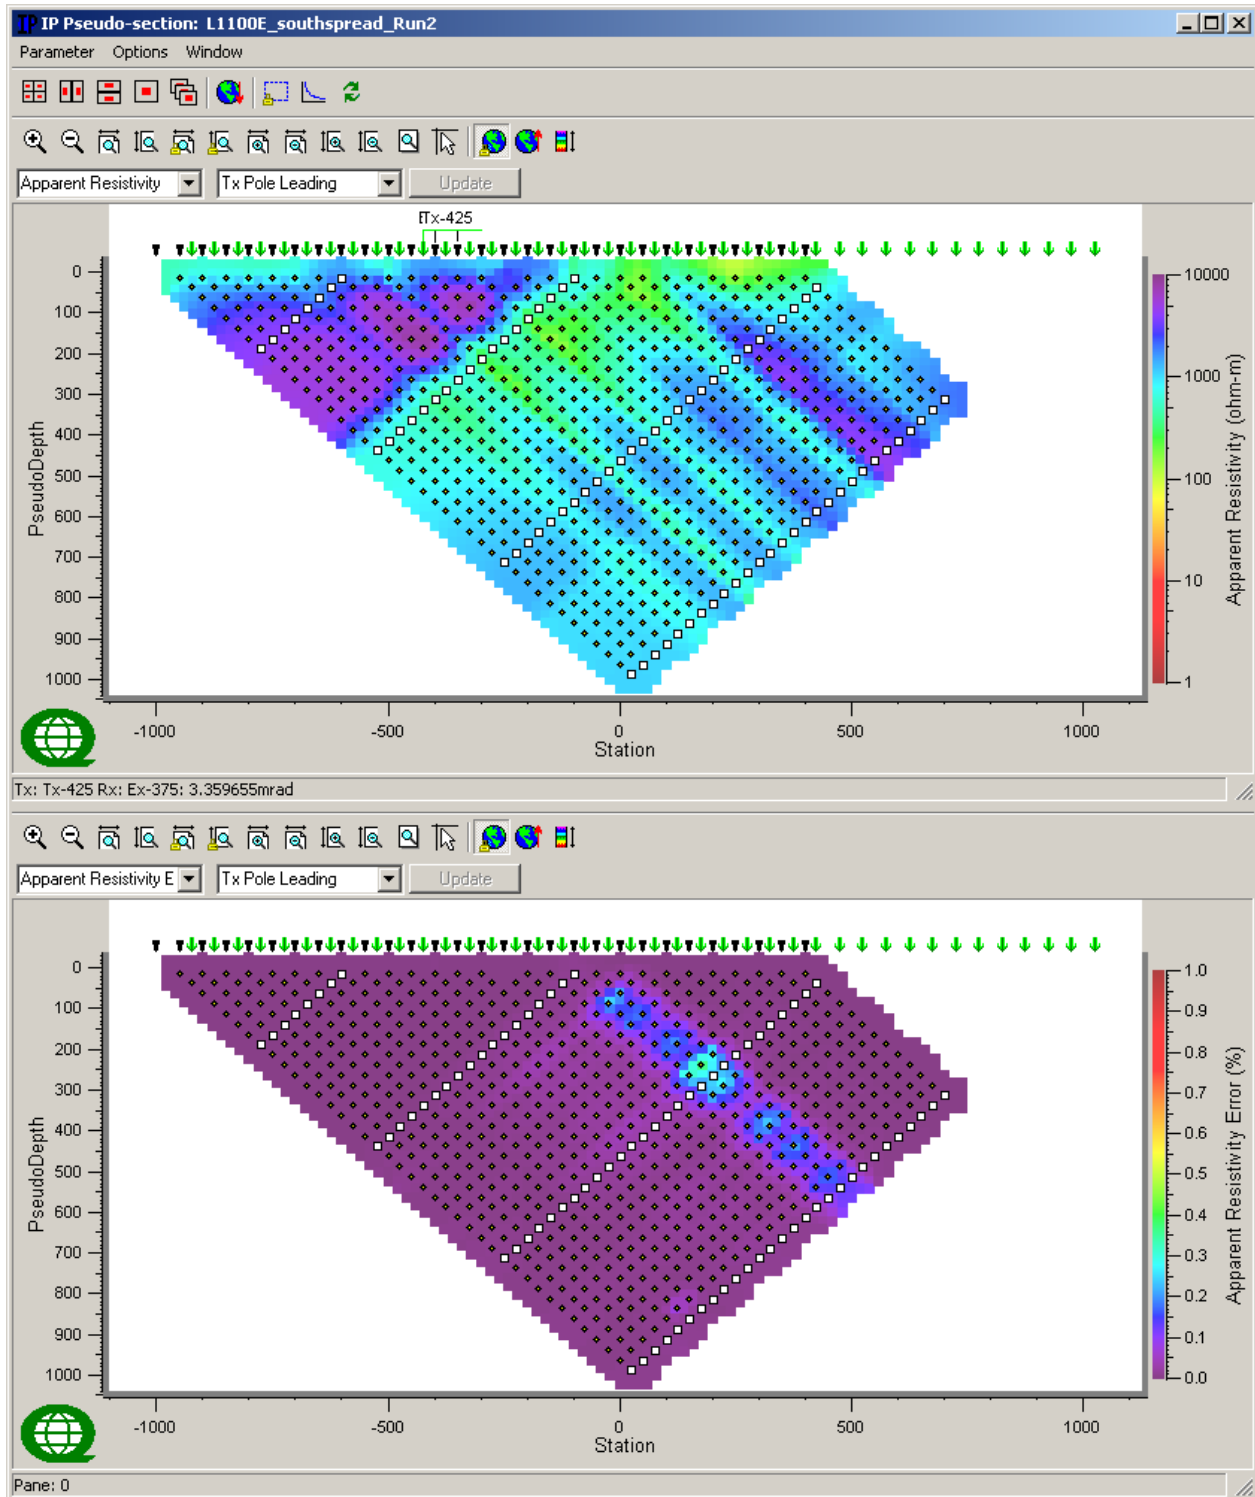 IP Pseudo-section: L1100E_southspread_Run2
Parameter Options Window
Apparent Resistivity Tx Pole Leading Update
Tx-425
0
100
200
300
400
500
600
700
800
900
1000
PseudoDepth
-1000 -500 0 500 1000
Station
10000
1000
100
10
1
Apparent Resistivity (ohm-m)
Tx: Tx-425 Rx: Ex-375: 3.359655mrad
Apparent Resistivity E Tx Pole Leading Update
0
100
200
300
400
500
600
700
800
900
1000
PseudoDepth
-1000 -500 0 500 1000
Station
1.0
0.9
0.8
0.7
0.6
0.5
0.4
0.3
0.2
0.1
0.0
Apparent Resistivity Error (%)
Pane: 0